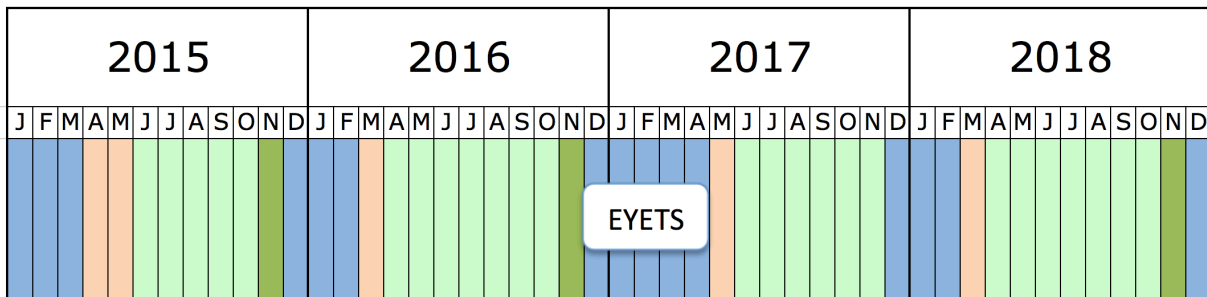 2015 2016 2017 2018
J F M A M J J A S O N D J F M A M J J A S O N D J F M A M J J A S O N D J F M A M J J A S O N D
EYETS